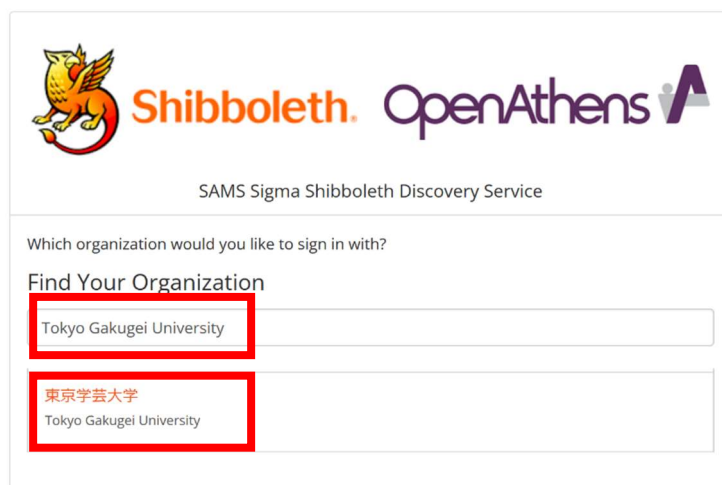 Shibboleth. OpenAthens
SAMS Sigma Shibboleth Discovery Service
Which organization would you like to sign in with?
Find Your Organization
Tokyo Gakugei University
東京学芸大学
Tokyo Gakugei University